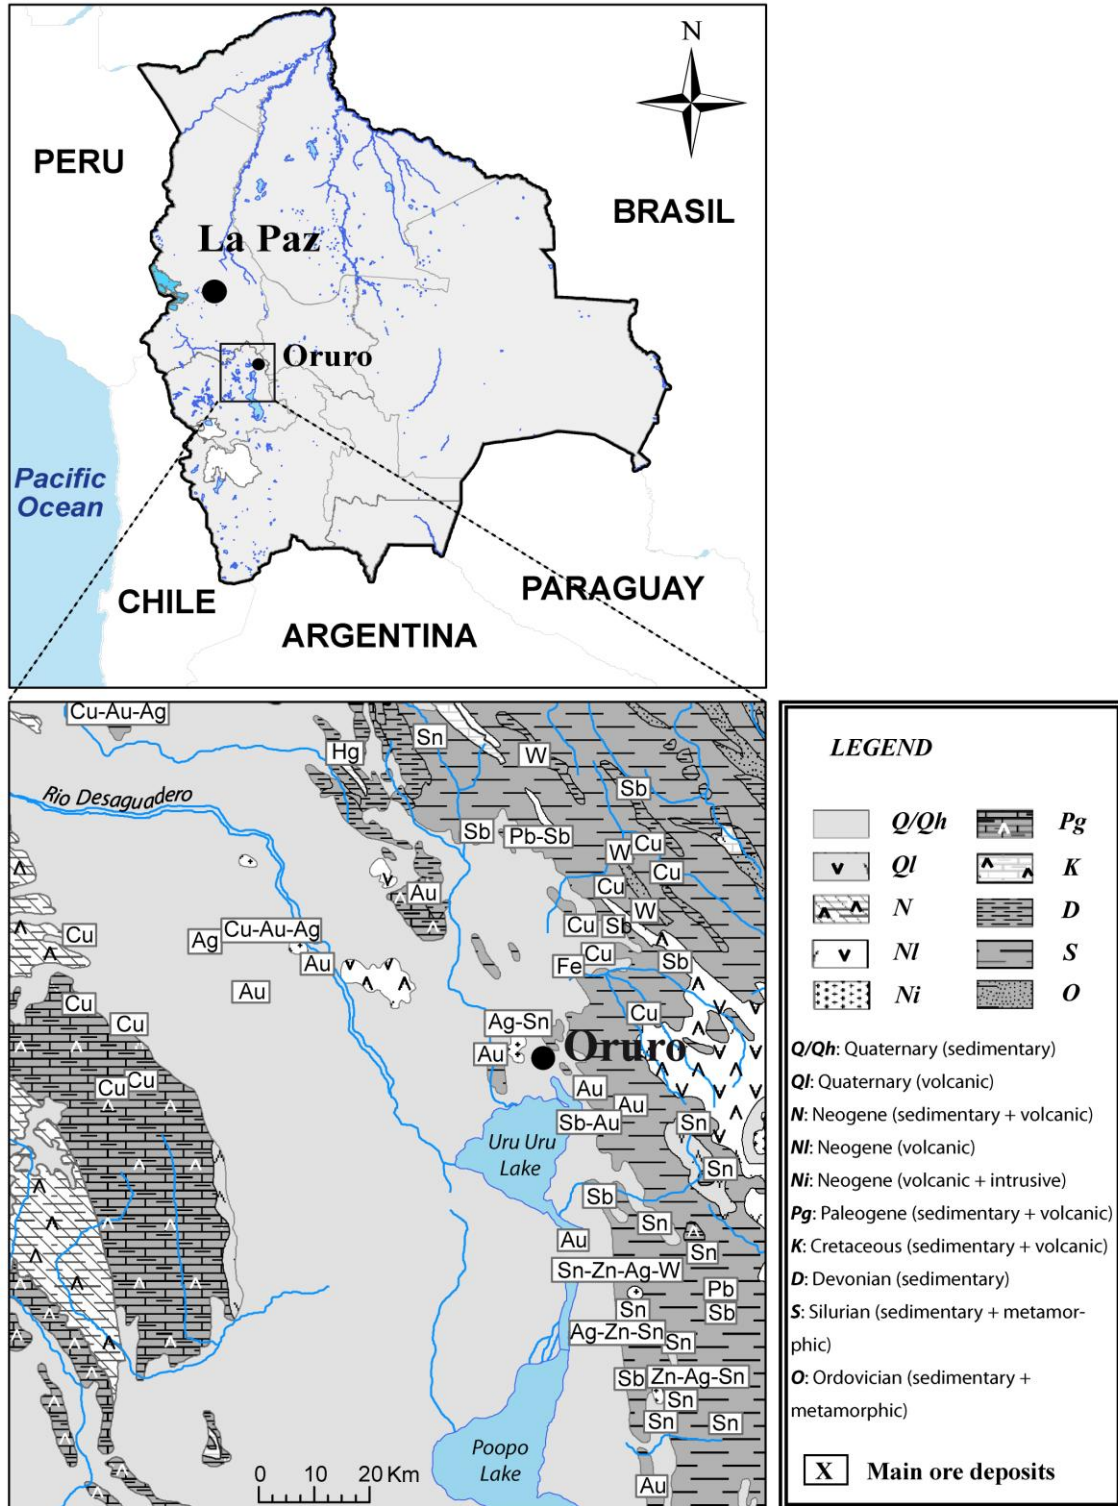 N
PERU
BRASIL
La Paz
Oruro
Pacific
Ocean
PARAGUAY
CHILE
ARGENTINA
Cu-Au-Ag
Sn
W
Hg
Sb
Rio Desaguadero
Sb
Pb-Sb
Cu
W
Cu
Au
Cu
W
Cu-Au-Ag
Cu
Sb
Cu
Ag
Cu
Sb
Au
Fe
Au
Cu
Cu
Ag-Sn
Cu
Oruro
Au
Cu
Cu
Au
Au
Sb-Au
Sn
Uru Uru
Lake
Sn
Sb
Sn
Au
Sn
Sn-Zn-Ag-W
Pb
Sn
Sb
Ag-Zn-Sn
Sn
Sb
Zn-Ag-Sn
Sn
Sn
Sn
Poopo
Lake
0 10 20 Km
Au
LEGEND
Q/Qh
Pg
Ql
K
N
D
Nl
S
Ni
O
Q/Qh: Quaternary (sedimentary)
Ql: Quaternary (volcanic)
N: Neogene (sedimentary + volcanic)
Nl: Neogene (volcanic)
Ni: Neogene (volcanic + intrusive)
Pg: Paleogene (sedimentary + volcanic)
K: Cretaceous (sedimentary + volcanic)
D: Devonian (sedimentary)
S: Silurian (sedimentary + metamor-
phic)
O: Ordovician (sedimentary +
metamorphic)
X Main ore deposits